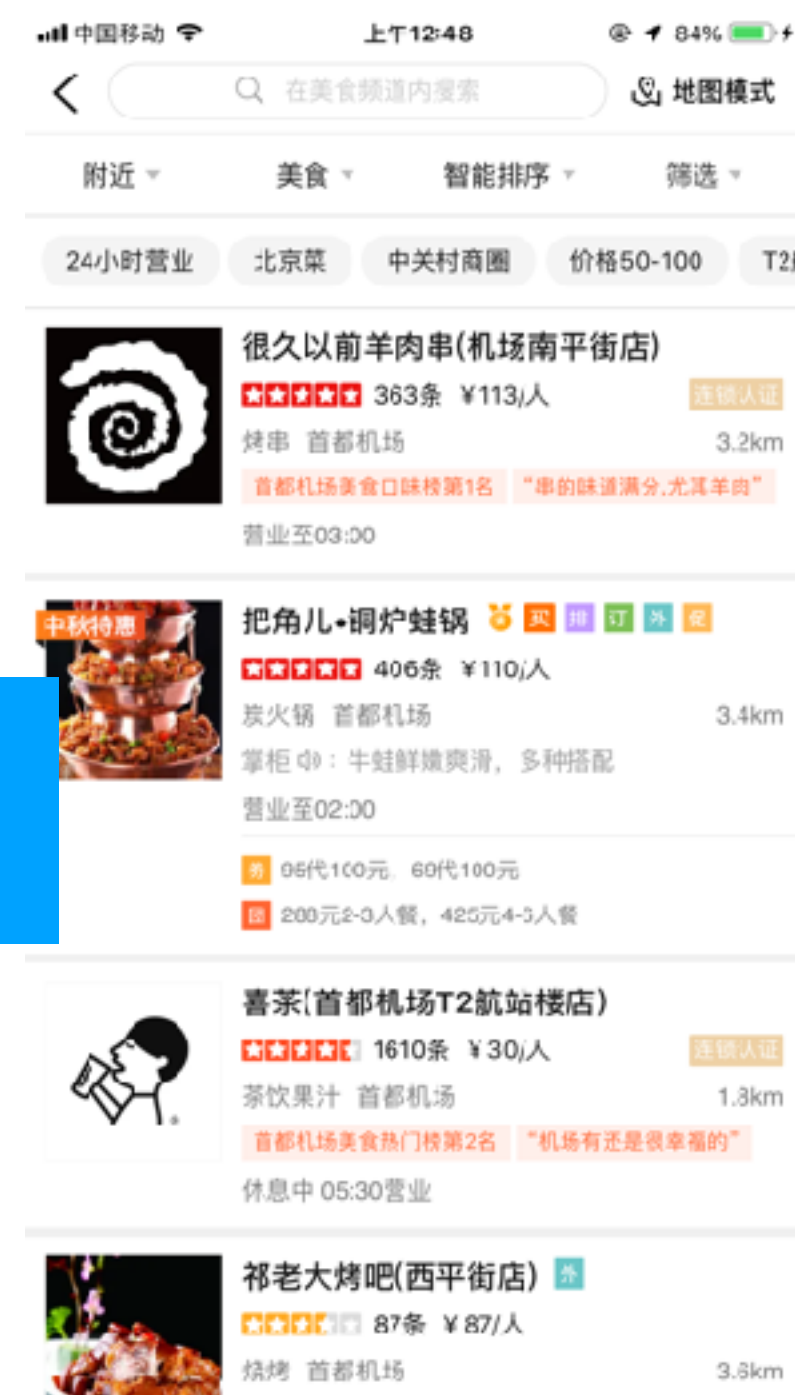 中国移动 上午12:48 84%
在美食频道内搜索 地图模式
附近 美食 智能排序 筛选
24小时营业 北京菜 中关村商圈 价格50-100 T2
很久以前羊肉串(机场南平街店)
363条 ¥113/人 连锁认证
烤串 首都机场 3.2km
首都机场美食口味榜第1名 “串的味道满分,尤其羊肉”
营业至03:00
中秋特惠
把角儿•铜炉蛙锅 买 排 订 外 促
406条 ¥110/人
炭火锅 首都机场 3.4km
掌柜：牛蛙鲜嫩爽滑，多种搭配
营业至02:00
代100元，69代100元
团 2-3人餐，人餐
喜茶(首都机场T2航站楼店)
1610条 ¥30/人 连锁认证
茶饮果汁 首都机场 1.8km
首都机场美食热门榜第2名 “机场有还是很幸福的”
休息中 05:30营业
祁老大烤吧(西平街店) 外
87条 ¥87/人
烧烤 首都机场 3.6km